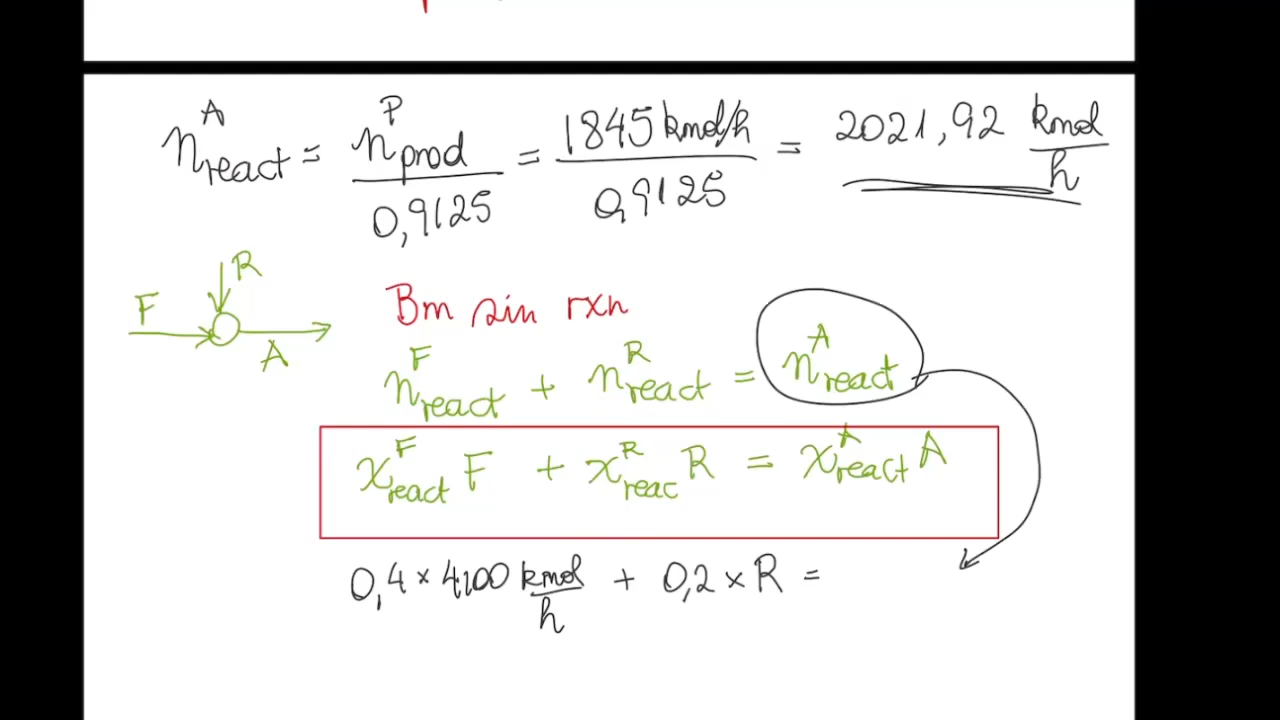 n^A_react = n^P_prod / 0,9125 = 1845 kmol/h / 0,9125 = 2021,92 kmol/h
F R A
Bm sin rxn
n^F_react + n^R_react = n^A_react
x^F_react F + x^R_reac R = x^A_react A
0,4 × 4100 kmol/h + 0,2 × R =